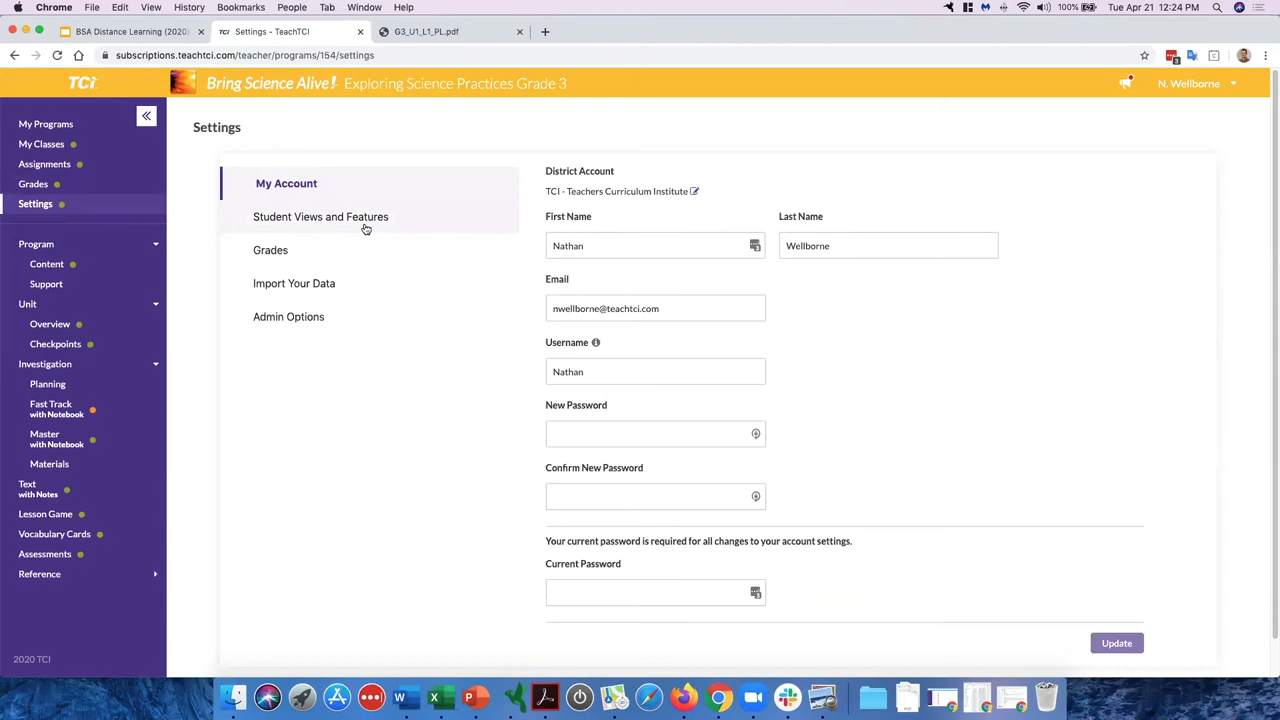 Chrome File Edit View History Bookmarks People Tab Window Help 100% Tue Apr 21 12:24 PM
BSA Distance Learning (2020) TCi Settings - TeachTCI G3_U1_L1_PL.pdf
subscriptions.teachtci.com/teacher/programs/154/settings
TCi Bring Science Alive! Exploring Science Practices Grade 3 N. Wellborne
My Programs
My Classes
Assignments
Grades
Settings
Program
Content
Support
Unit
Overview
Checkpoints
Investigation
Planning
Fast Track
with Notebook
Master
with Notebook
Materials
Text
with Notes
Lesson Game
Vocabulary Cards
Assessments
Reference
2020 TCI
Settings
My Account
Student Views and Features
Grades
Import Your Data
Admin Options
District Account
TCI - Teachers Curriculum Institute
First Name Last Name
Nathan Wellborne
Email
nwellborne@teachtci.com
Username
Nathan
New Password
Confirm New Password
Your current password is required for all changes to your account settings.
Current Password
Update